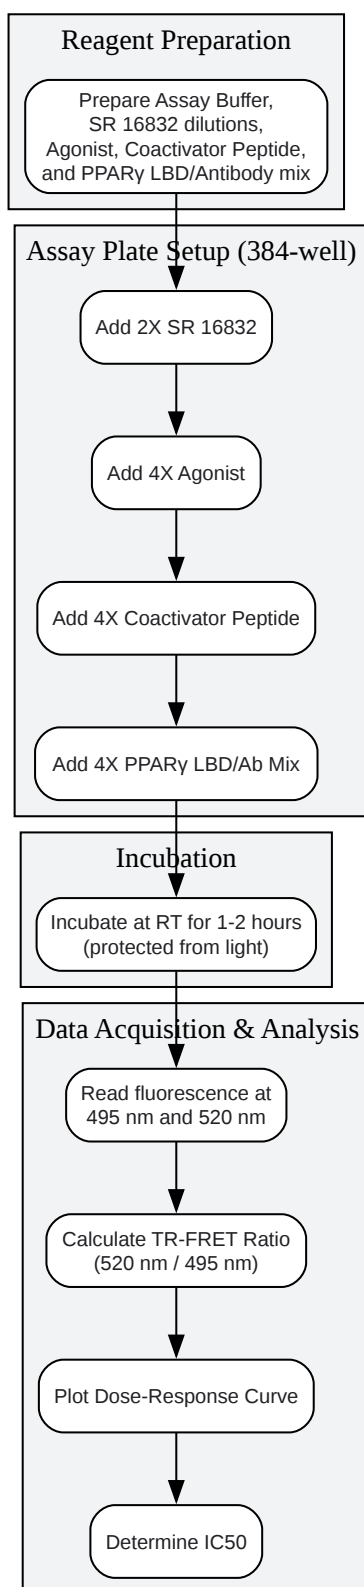 Reagent Preparation
Prepare Assay Buffer,
SR 16832 dilutions,
Agonist, Coactivator Peptide,
and PPARγ LBD/Antibody mix
Assay Plate Setup (384-well)
Add 2X SR 16832
Add 4X Agonist
Add 4X Coactivator Peptide
Add 4X PPARγ LBD/Ab Mix
Incubation
Incubate at RT for 1-2 hours
(protected from light)
Data Acquisition & Analysis
Read fluorescence at
495 nm and 520 nm
Calculate TR-FRET Ratio
(520 nm / 495 nm)
Plot Dose-Response Curve
Determine IC50